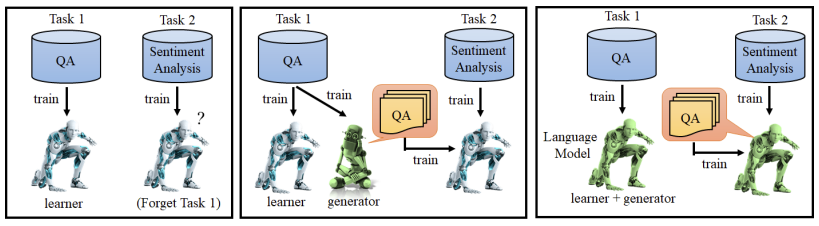 Task 1
Task 2
QA
Sentiment
Analysis
train
train
?
learner
(Forget Task 1)
Task 1
Task 2
QA
Sentiment
Analysis
train
train
QA
train
train
learner
generator
Task 1
Task 2
QA
Sentiment
Analysis
train
QA
train
Language
Model
train
learner + generator